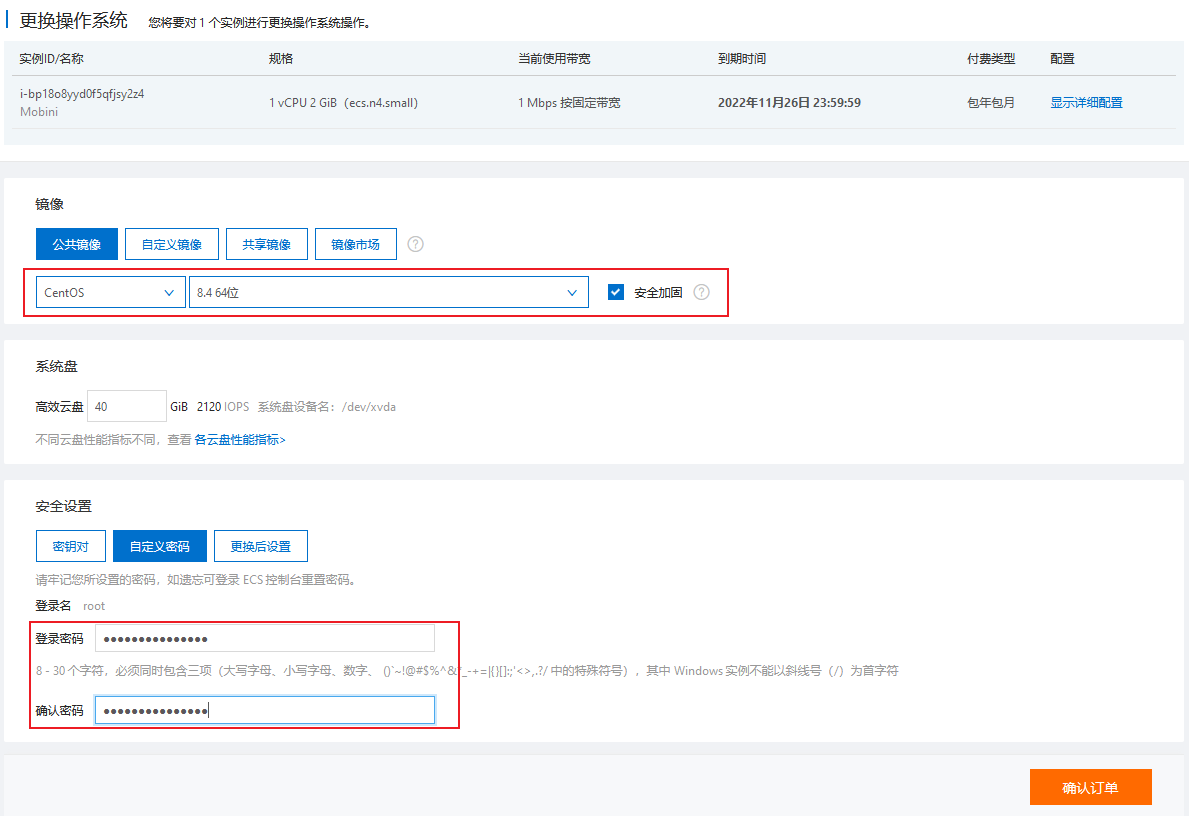 更换操作系统 您将要对 1 个实例进行更换操作系统操作。
实例ID/名称 规格 当前使用带宽 到期时间 付费类型 配置
i-bp18o8yyd0f5qfjsy2z4
Mobini
1 vCPU 2 GiB（ecs.n4.small） 1 Mbps 按固定带宽 2022年11月26日 23:59:59 包年包月 显示详细配置
镜像
公共镜像 自定义镜像 共享镜像 镜像市场 ?
CentOS 8.4 64位 安全加固 ?
系统盘
高效云盘 40 GiB 2120 IOPS 系统盘设备名：/dev/xvda
不同云盘性能指标不同，查看 各云盘性能指标>
安全设置
密钥对 自定义密码 更换后设置
请牢记您所设置的密码，如遗忘可登录 ECS 控制台重置密码。
登录名 root
登录密码 ●●●●●●●●●●●●●●●
8 - 30 个字符，必须同时包含三项（大写字母、小写字母、数字、 ()`~!@#$%^&*_-+=|{}[]:;'<>,.?/ 中的特殊符号），其中 Windows 实例不能以斜线号（/）为首字符
确认密码 ●●●●●●●●●●●●●●●
确认订单